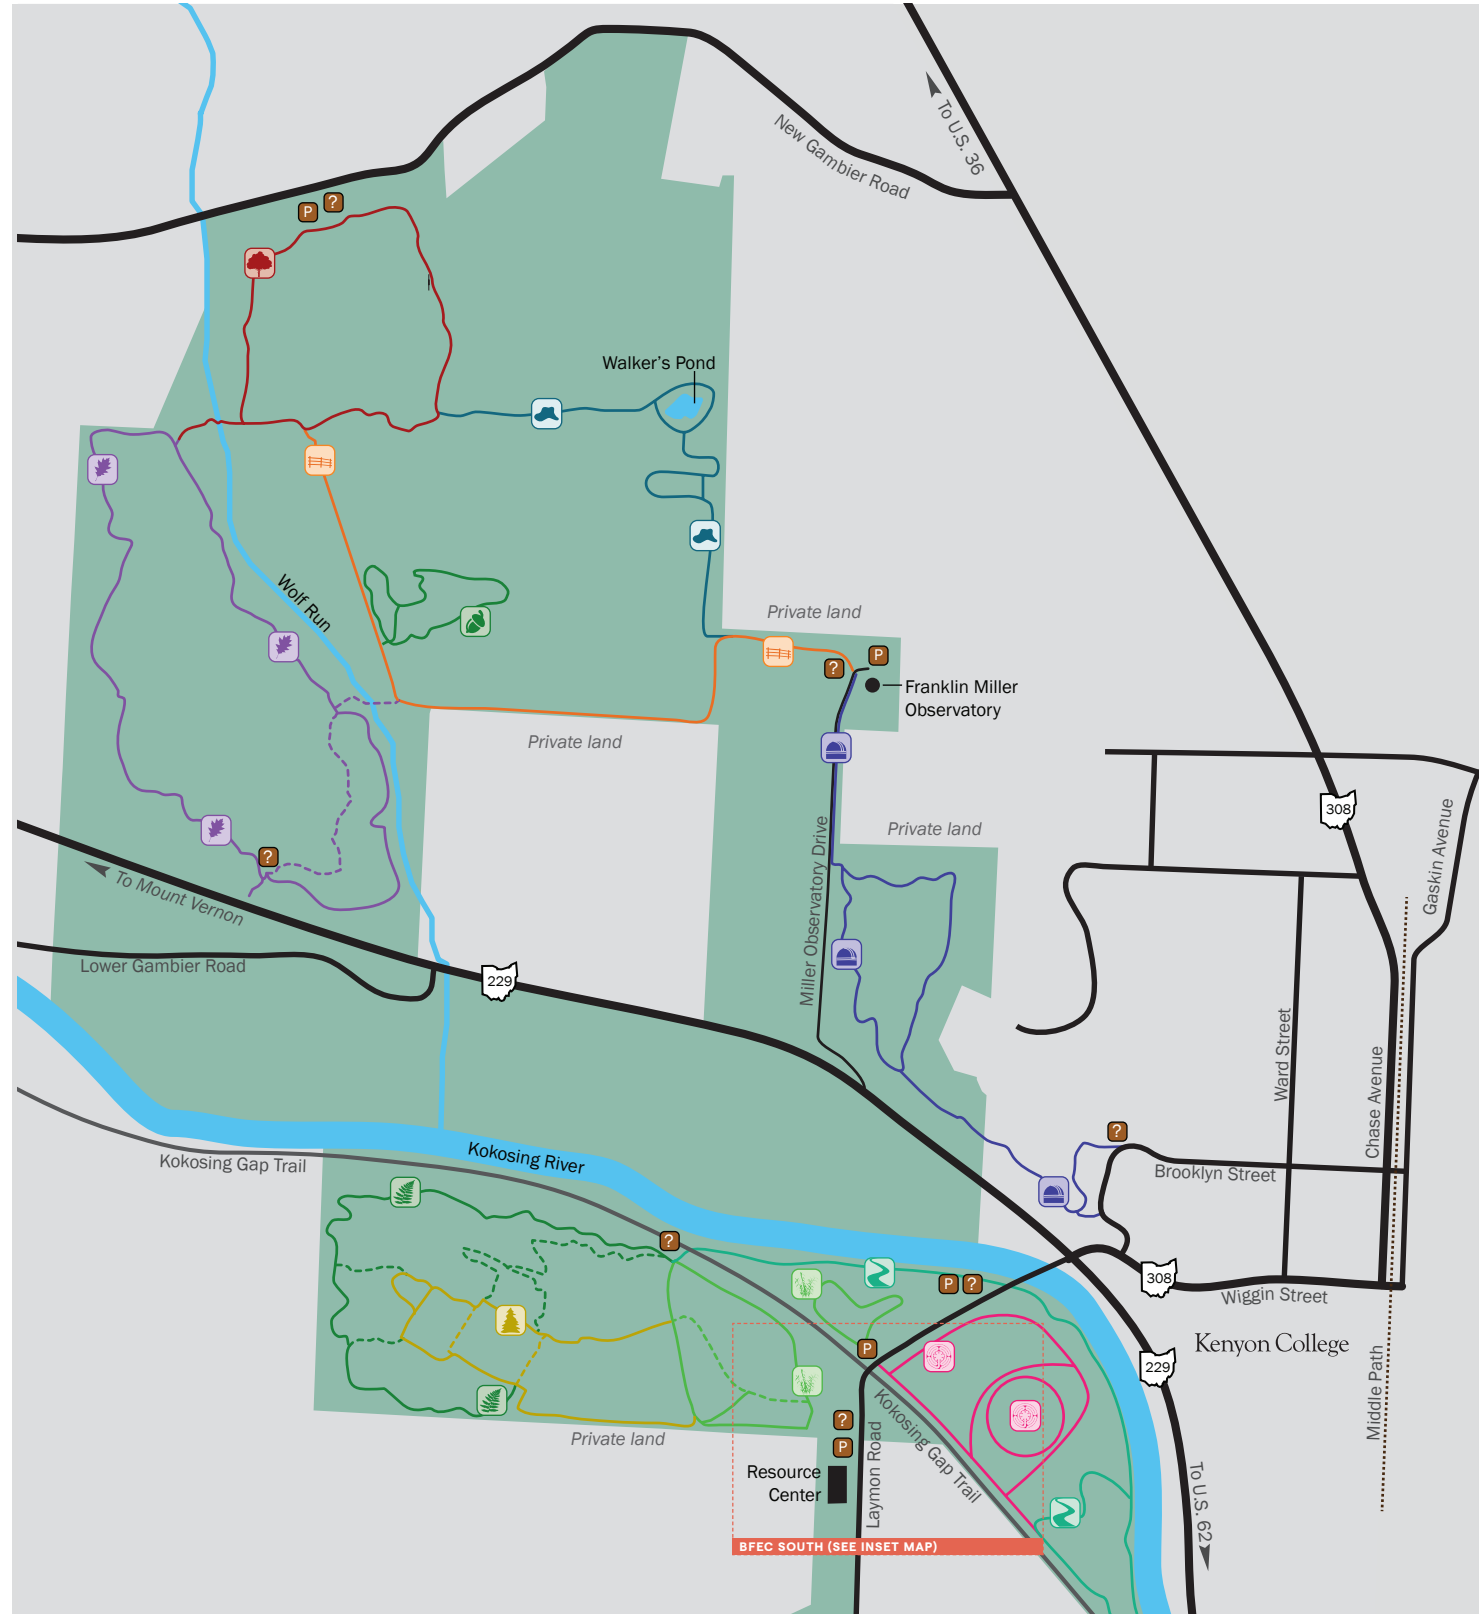 To U.S. 36
New Gambier Road
P
?
Walker's Pond
Wolf Run
Private land
?
P
Franklin Miller
Observatory
Private land
308
Gaskin Avenue
Private land
Miller Observatory Drive
?
To Mount Vernon
Lower Gambier Road
229
Ward Street
Chase Avenue
Kokosing Gap Trail
Kokosing River
?
Brooklyn Street
?
P
?
308
Wiggin Street
Kenyon College
P
229
Middle Path
Kokosing Gap Trail
?
P
Private land
Laymon Road
Resource
Center
To U.S. 62
BFEC SOUTH (SEE INSET MAP)